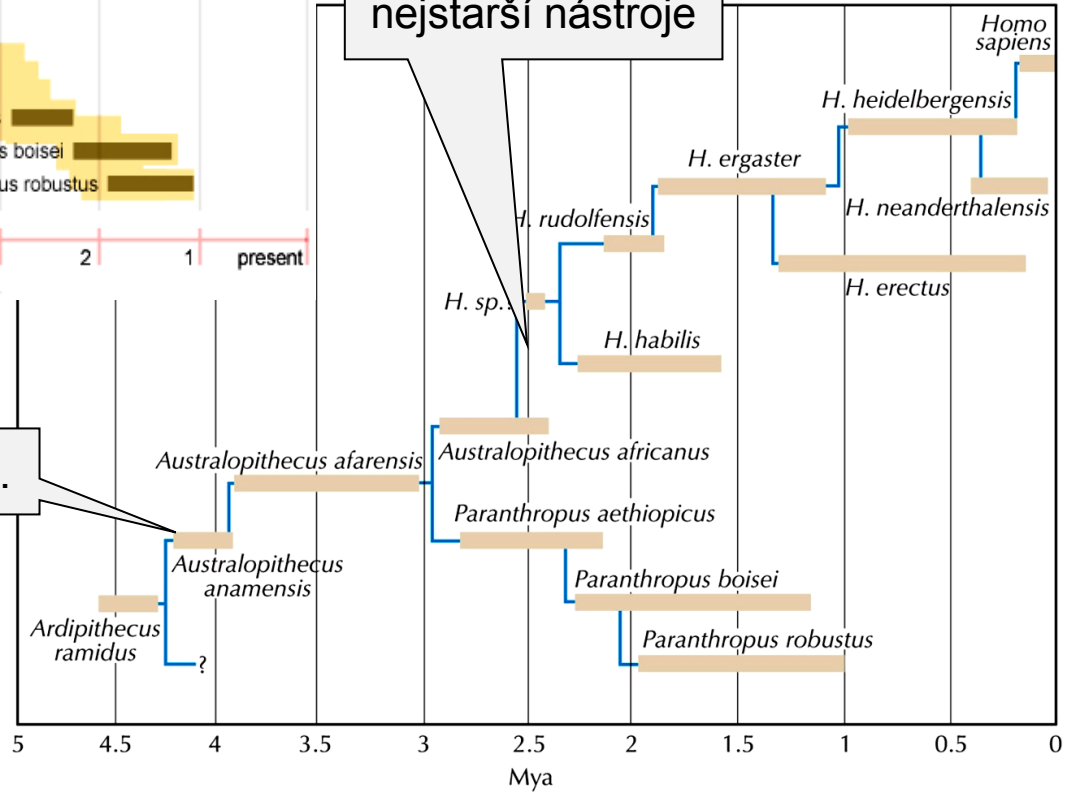 nejstarší nástroje
s
s boisei
us robustus
2
1
present
Homo
sapiens
H. heidelbergensis
H. ergaster
H. neanderthalensis
H. rudolfensis
H. erectus
H. sp.
H. habilis
Australopithecus africanus
Australopithecus afarensis
.
Paranthropus aethiopicus
Australopithecus
anamensis
Paranthropus boisei
Ardipithecus
ramidus
Paranthropus robustus
?
5 4.5 4 3.5 3 2.5 2 1.5 1 0.5 0
Mya